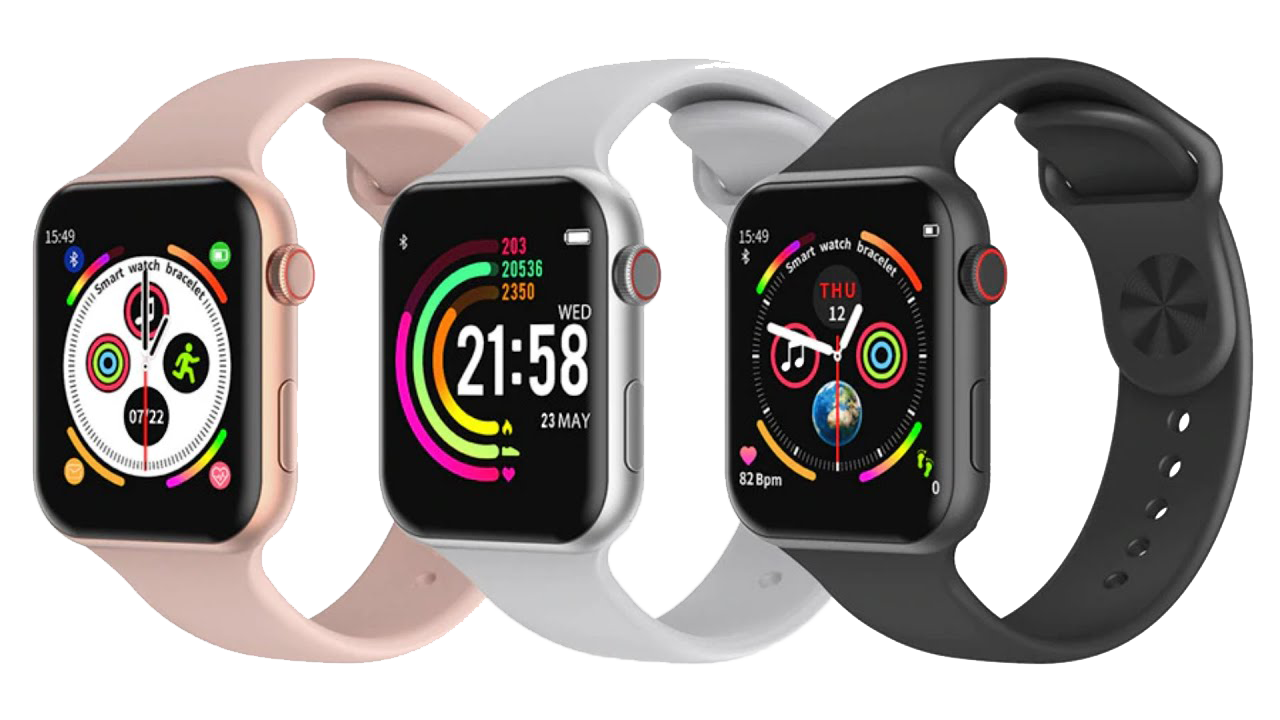 15:49
Smart watch bracelet
07/22
203
20536
2350
WED
21:58
23 MAY
15:49
Smart watch bracelet
THU
12
82 Bpm
0